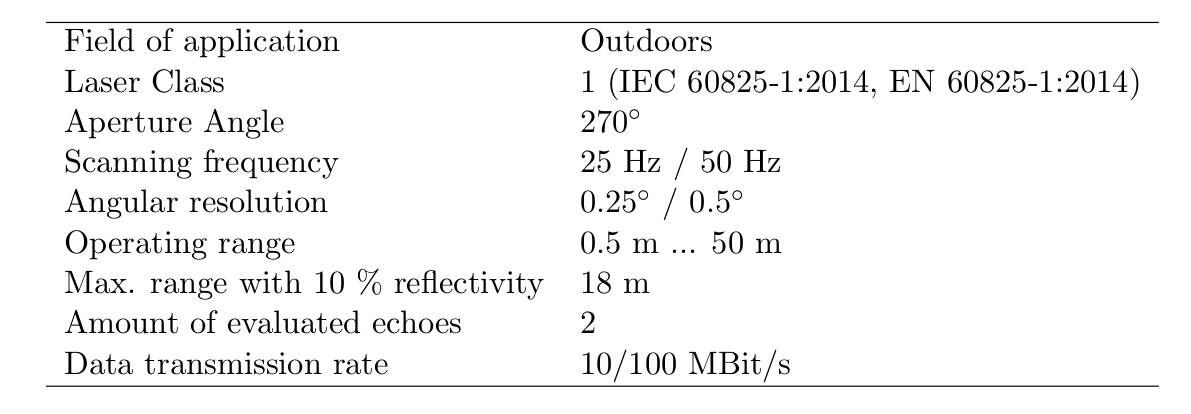 Field of application Outdoors
Laser Class 1 (IEC 60825-1:2014, EN 60825-1:2014)
Aperture Angle 270°
Scanning frequency 25 Hz / 50 Hz
Angular resolution 0.25° / 0.5°
Operating range 0.5 m ... 50 m
Max. range with 10 % reflectivity 18 m
Amount of evaluated echoes 2
Data transmission rate 10/100 MBit/s